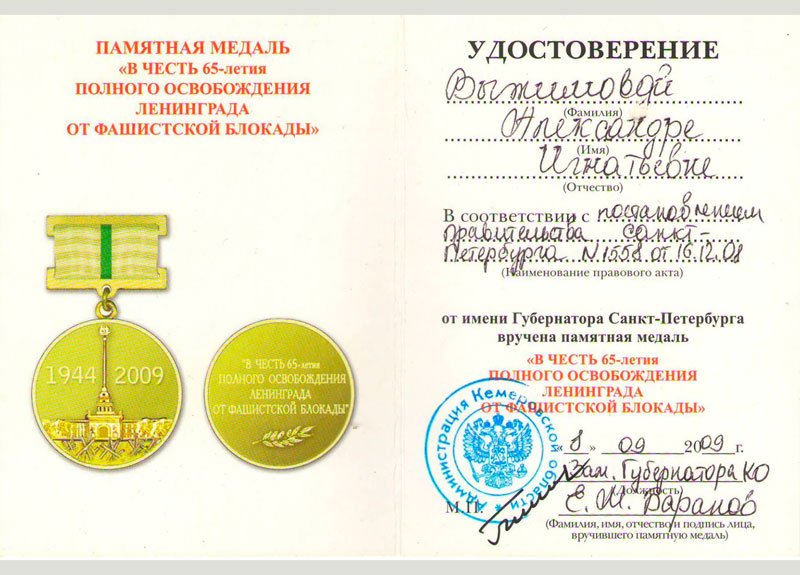 ПАМЯТНАЯ МЕДАЛЬ
«В ЧЕСТЬ 65-летия
ПОЛНОГО ОСВОБОЖДЕНИЯ
ЛЕНИНГРАДА
ОТ ФАШИСТСКОЙ БЛОКАДЫ»
1944 2009
"В ЧЕСТЬ 65-летия
ПОЛНОГО ОСВОБОЖДЕНИЯ
ЛЕНИНГРАДА
ОТ ФАШИСТСКОЙ БЛОКАДЫ"
УДОСТОВЕРЕНИЕ
Выжимовой
(Фамилия)
Александре
(Имя)
Игнатьевне
(Отчество)
В соответствии с постановлением
правительства Санкт-
Петербурга N1558 от 16.12.08
(Наименование правового акта)
от имени Губернатора Санкт-Петербурга
вручена памятная медаль
«В ЧЕСТЬ 65-летия
ПОЛНОГО ОСВОБОЖДЕНИЯ
ЛЕНИНГРАДА
ОТ ФАШИСТСКОЙ БЛОКАДЫ»
Администрация Кемеровской области
«8» 09 2009 г.
Зам. Губернатора КО
(Должность)
М.П. Е. М. Баранов
(Фамилия, имя, отчество и подпись лица,
вручившего памятную медаль)